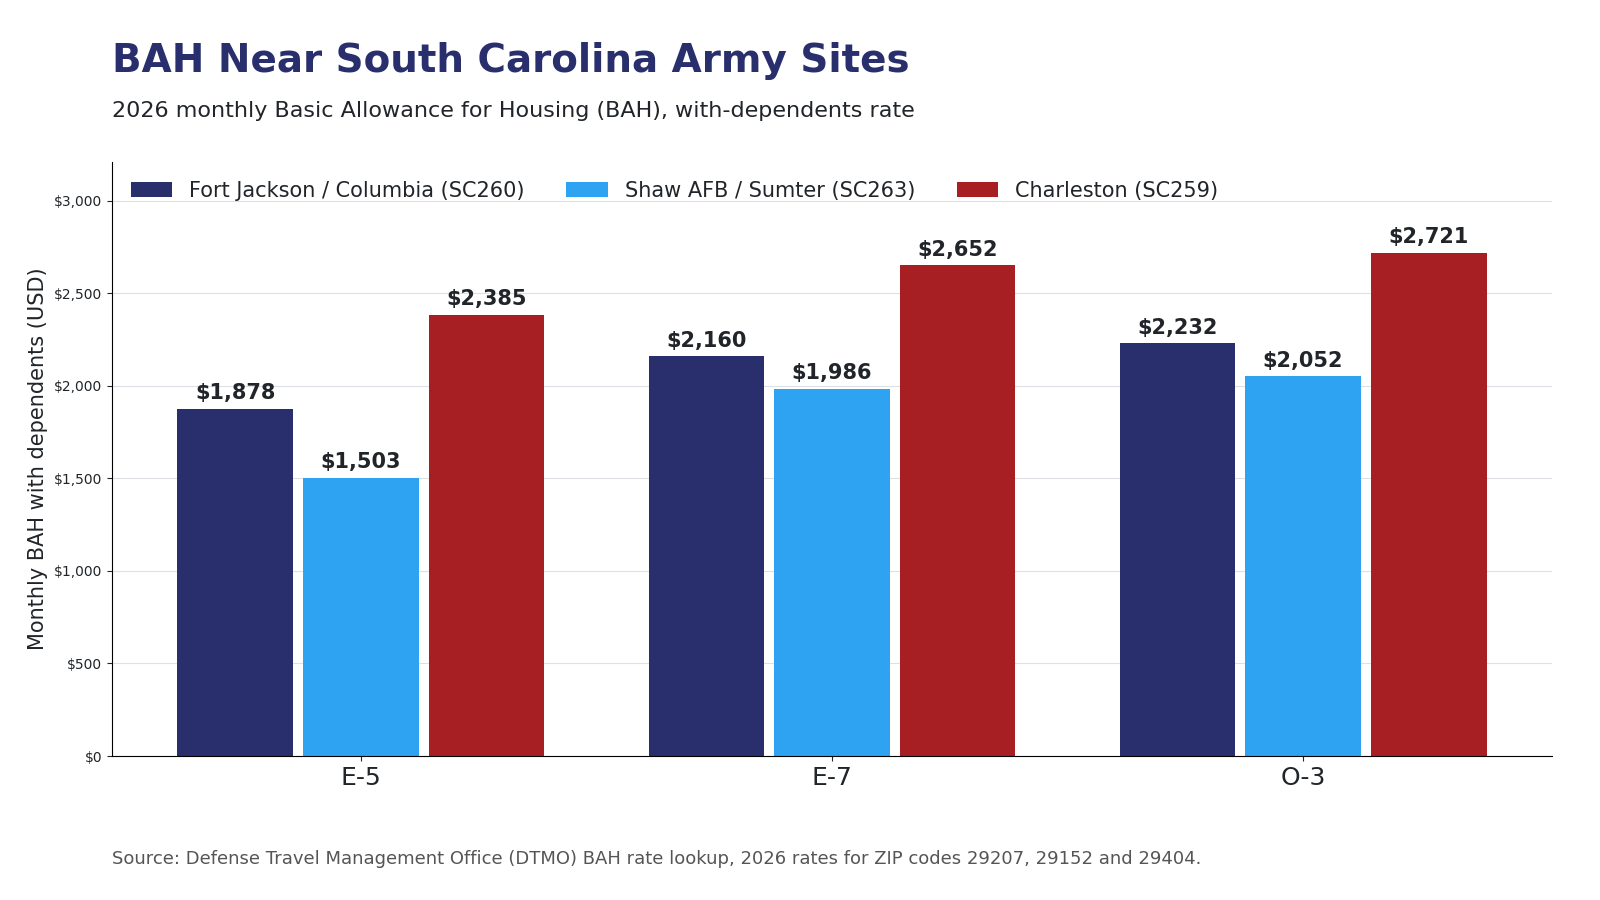 BAH Near South Carolina Army Sites
2026 monthly Basic Allowance for Housing (BAH), with-dependents rate
Fort Jackson / Columbia (SC260)
Shaw AFB / Sumter (SC263)
Charleston (SC259)
Monthly BAH with dependents (USD)
$3,000
$2,500
$2,000
$1,500
$1,000
$500
$0
$1,878
$1,503
$2,385
$2,160
$1,986
$2,652
$2,232
$2,052
$2,721
E-5
E-7
O-3
Source: Defense Travel Management Office (DTMO) BAH rate lookup, 2026 rates for ZIP codes 29207, 29152 and 29404.